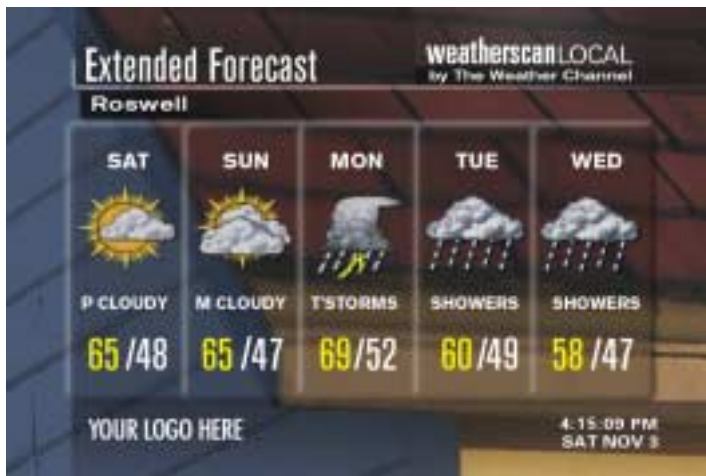 Extended Forecast
weatherscanLOCAL
by The Weather Channel
Roswell
SAT SUN MON TUE WED
P CLOUDY M CLOUDY T'STORMS SHOWERS SHOWERS
65/48 65/47 69/52 60/49 58/47
YOUR LOGO HERE
4:15:09 PM
SAT NOV 3